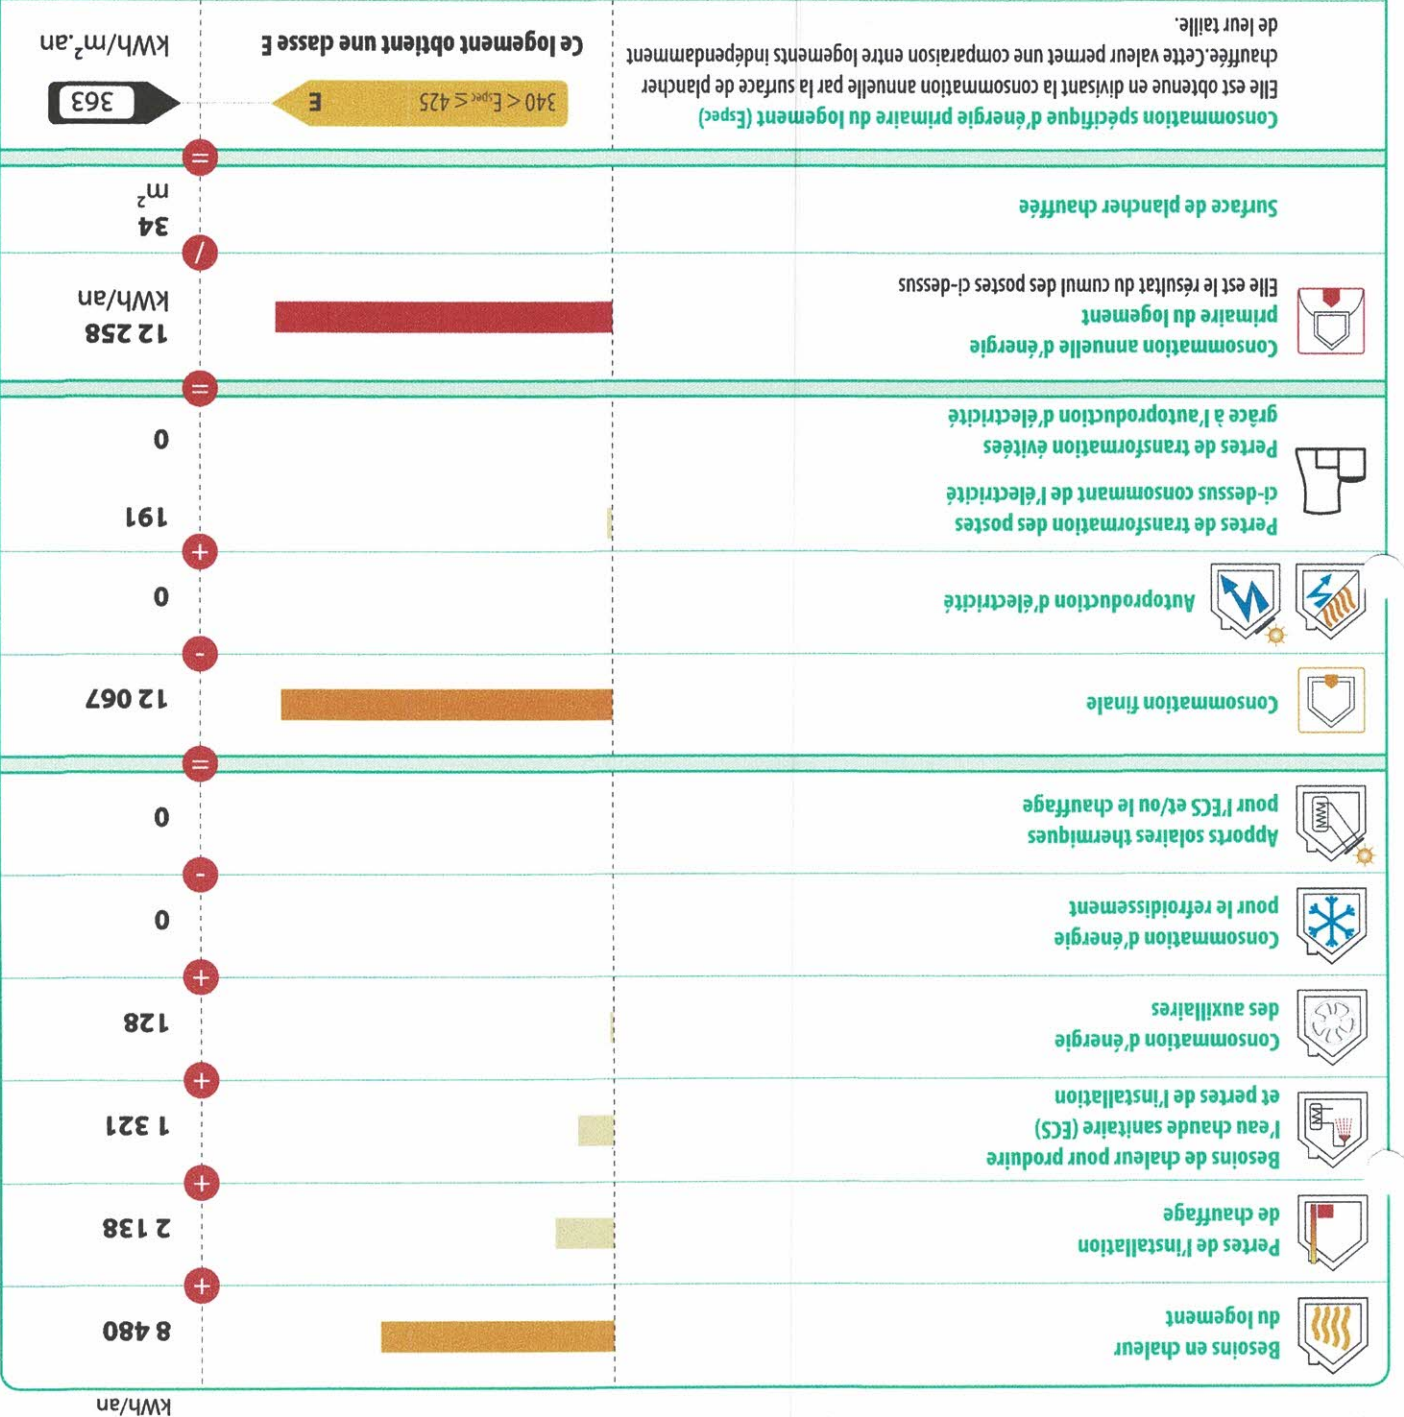 kWh/an
Besoins en chaleur
du logement
8 480
+
Pertes de l'installation
de chauffage
2 138
+
Besoins de chaleur pour produire
l'eau chaude sanitaire (ECS)
et pertes de l'installation
1 321
+
Consommation d'énergie
des auxiliaires
128
+
Consommation d'énergie
pour le refroidissement
0
-
Apports solaires thermiques
pour l'ECS et/ou le chauffage
0
=
Consommation finale
12 067
-
Autoproduction d'électricité
0
+
Pertes de transformation des postes
ci-dessus consommant de l'électricité
191
Pertes de transformation évitées
grâce à l'autoproduction d'électricité
0
=
Consommation annuelle d'énergie
primaire du logement
Elle est le résultat du cumul des postes ci-dessus
12 258
kWh/an
/
Surface de plancher chauffée
34
m²
=
Consommation spécifique d'énergie primaire du logement (Espec)
Elle est obtenue en divisant la consommation annuelle par la surface de plancher
chauffée.Cette valeur permet une comparaison entre logements indépendamment
de leur taille.
340 < Espec ≤ 425 E
Ce logement obtient une classe E
363
kWh/m².an